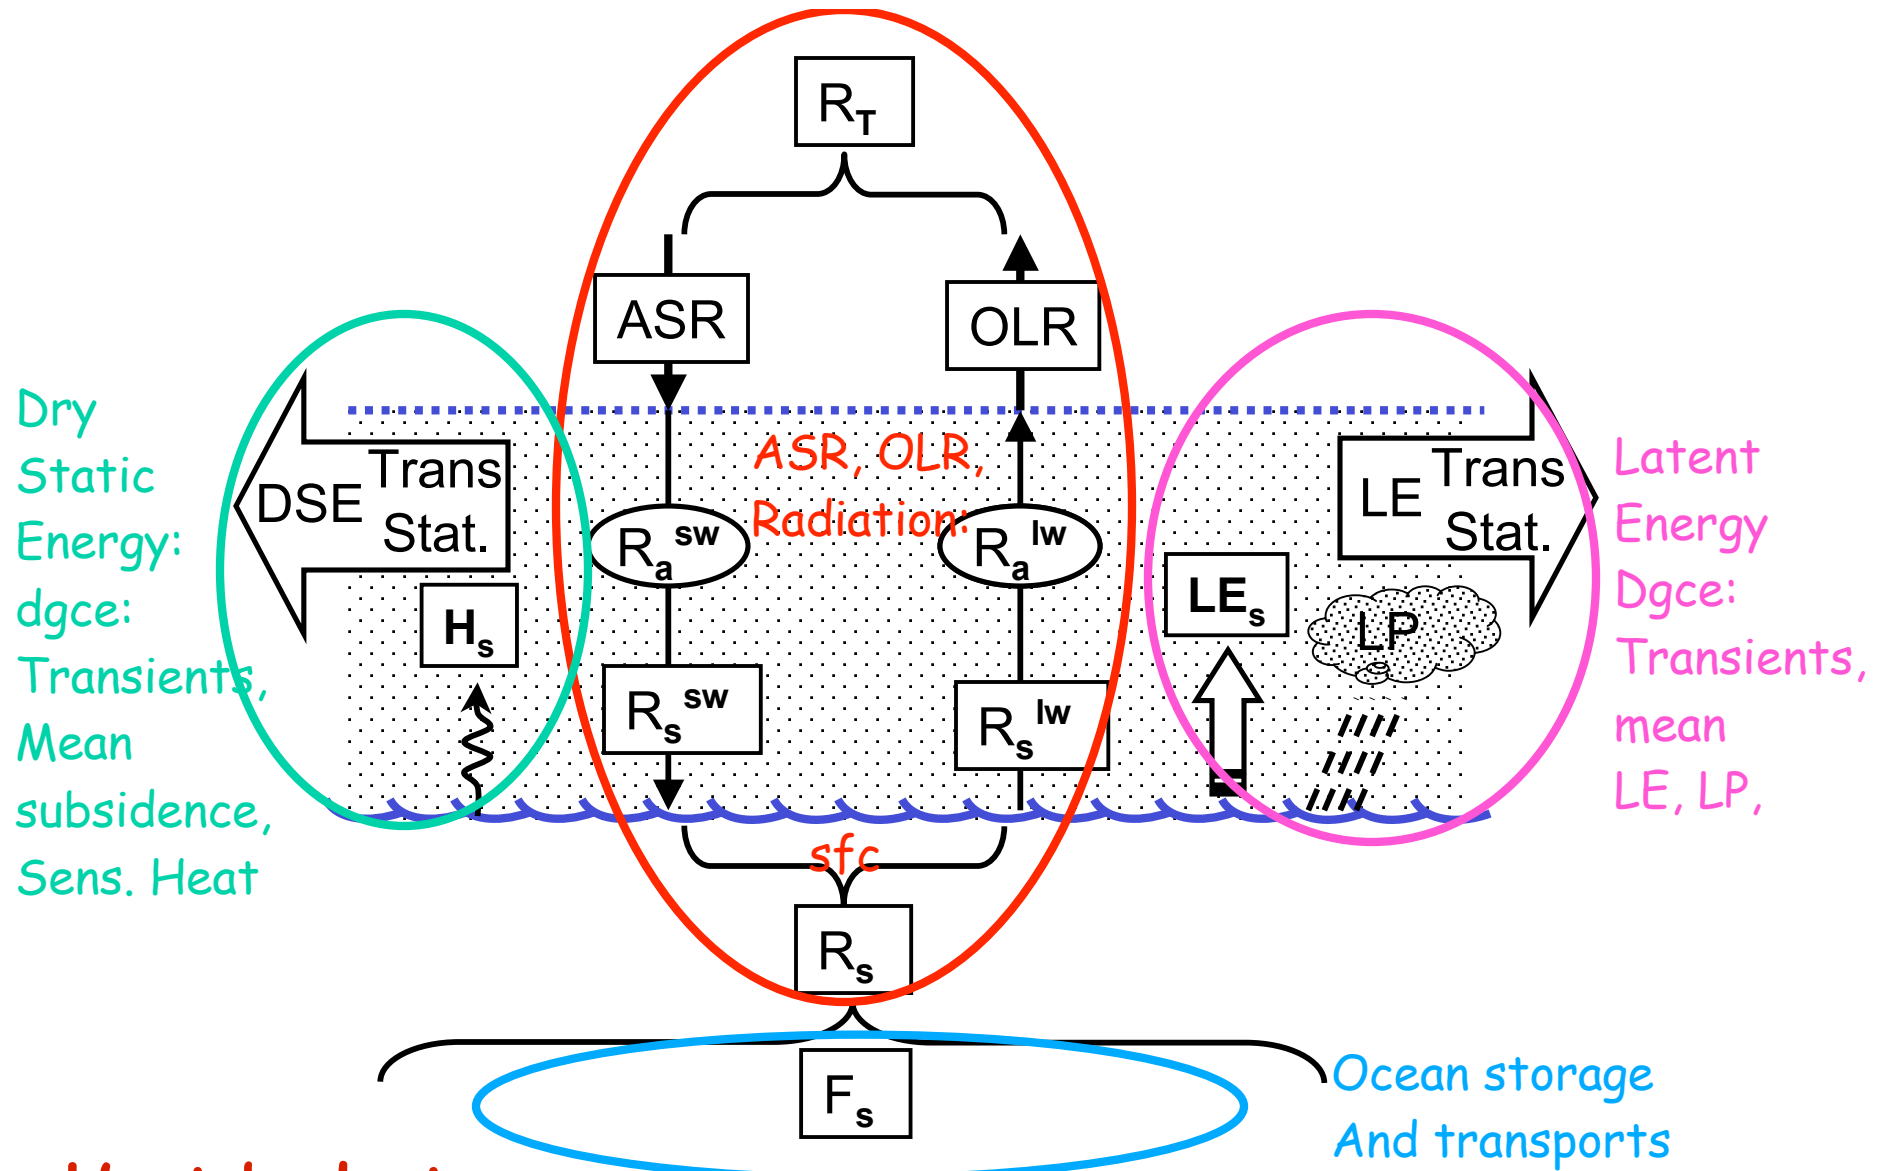 R_T
ASR
OLR
Dry
Static
Energy:
dgce:
Transients,
Mean
subsidence,
Sens. Heat
DSE Trans
Stat.
H_s
ASR, OLR,
Radiation:
R_a^sw
R_a^lw
R_s^sw
R_s^lw
LE_s
LP
LE Trans
Stat.
Latent
Energy
Dgce:
Transients,
mean
LE, LP,
sfc
R_s
F_s
Ocean storage
And transports